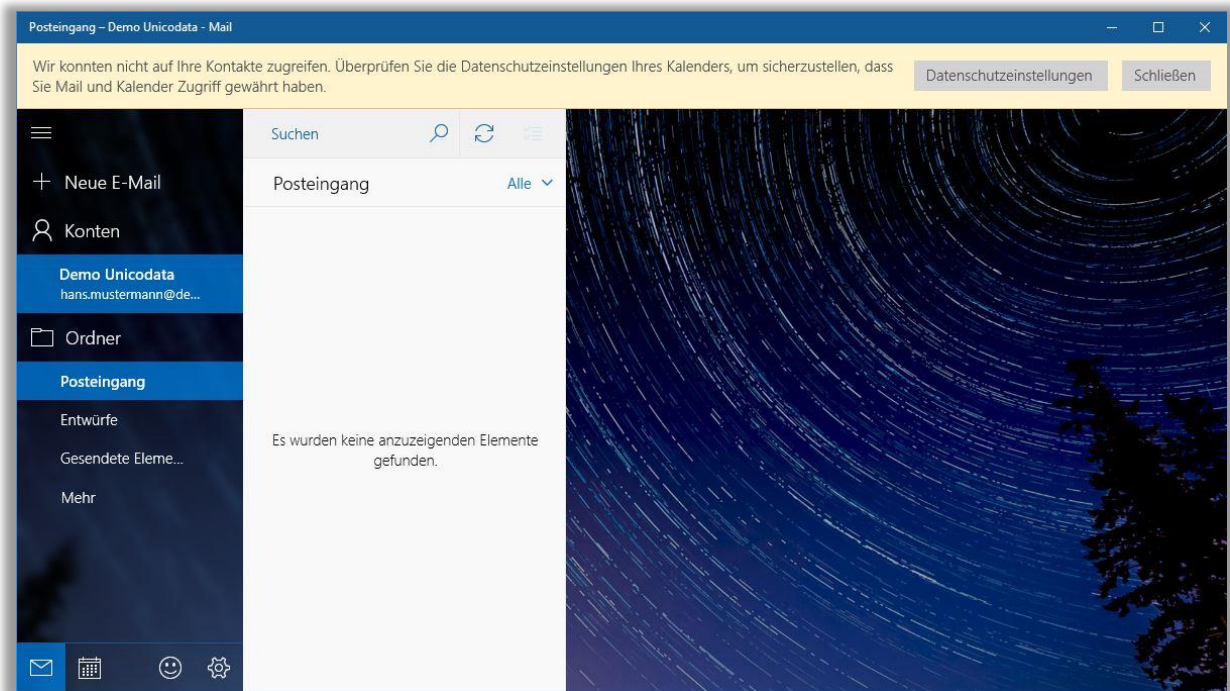 Posteingang – Demo Unicodata - Mail
Wir konnten nicht auf Ihre Kontakte zugreifen. Überprüfen Sie die Datenschutzeinstellungen Ihres Kalenders, um sicherzustellen, dass
Sie Mail und Kalender Zugriff gewährt haben.
Datenschutzeinstellungen
Schließen
Neue E-Mail
Konten
Demo Unicodata
hans.mustermann@de...
Ordner
Posteingang
Entwürfe
Gesendete Eleme...
Mehr
Suchen
Posteingang
Alle
Es wurden keine anzuzeigenden Elemente
gefunden.